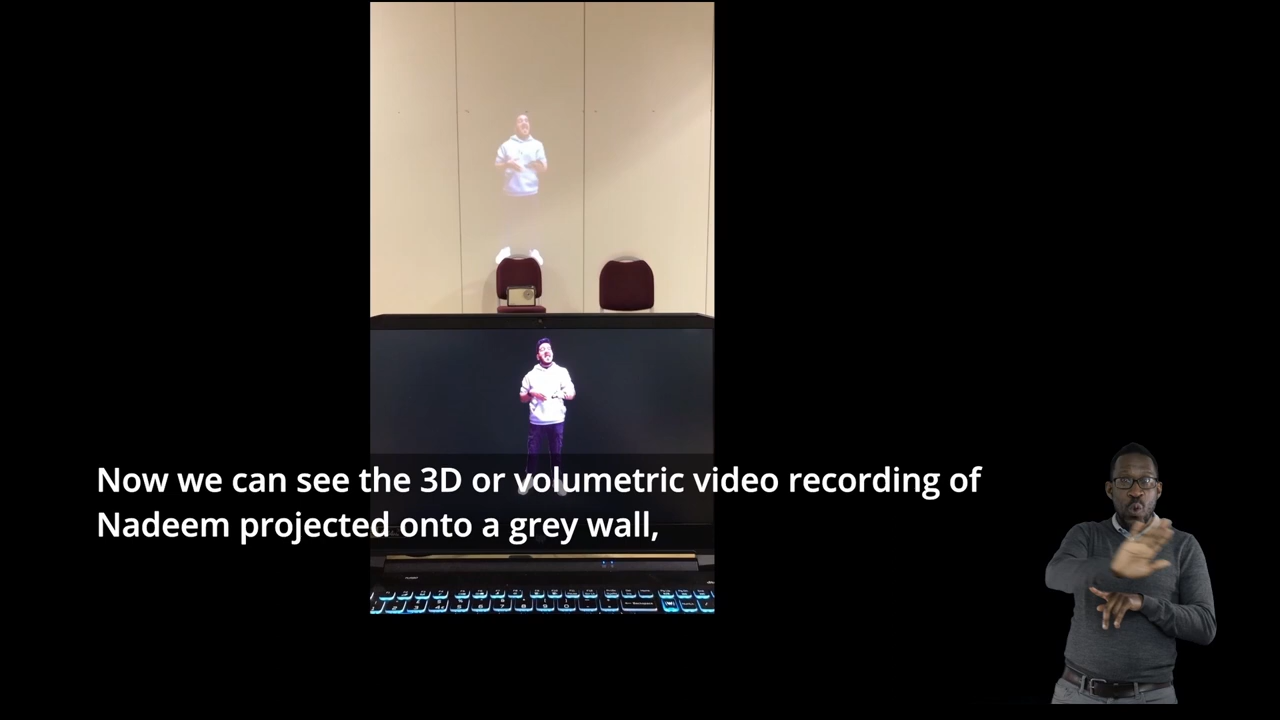 Now we can see the 3D or volumetric video recording of
Nadeem projected onto a grey wall,